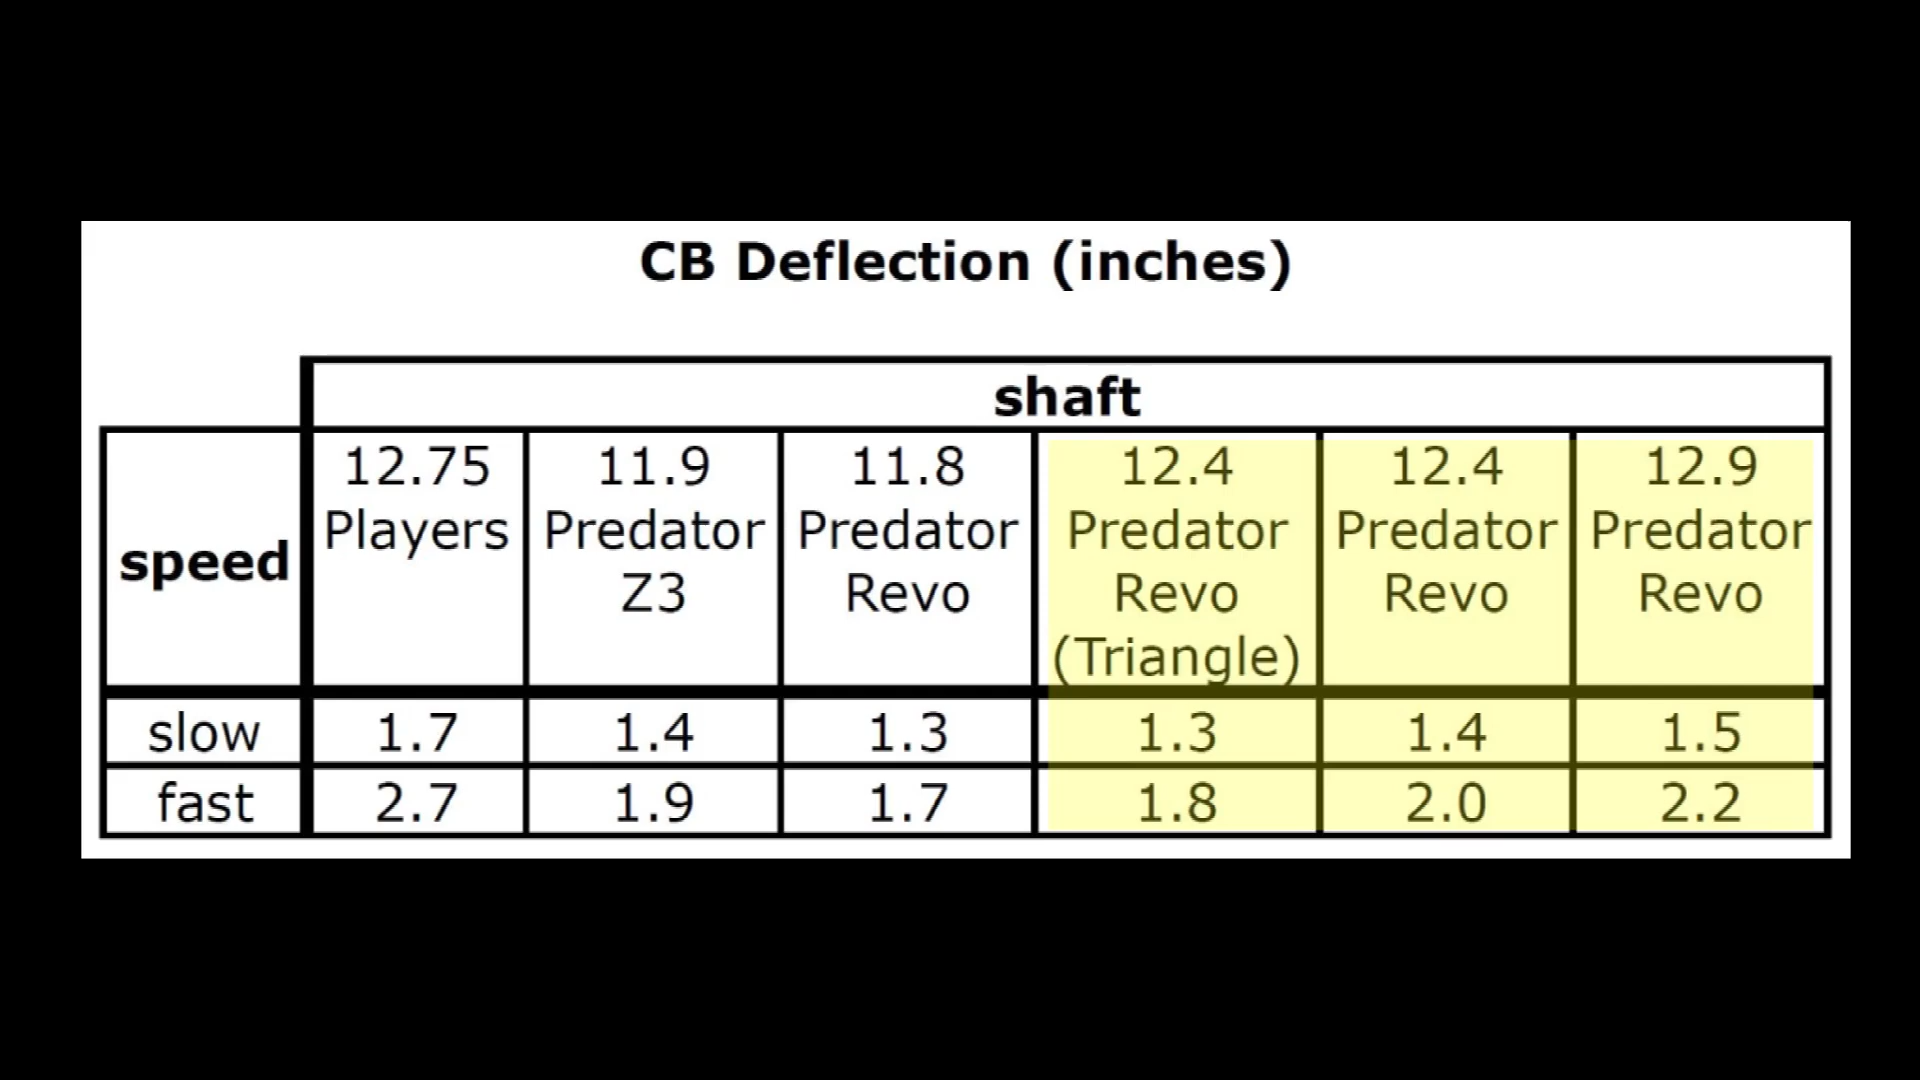 CB Deflection (inches)
shaft
speed
12.75 Players
11.9 Predator Z3
11.8 Predator Revo
12.4 Predator Revo (Triangle)
12.4 Predator Revo
12.9 Predator Revo
slow 1.7 1.4 1.3 1.3 1.4 1.5
fast 2.7 1.9 1.7 1.8 2.0 2.2